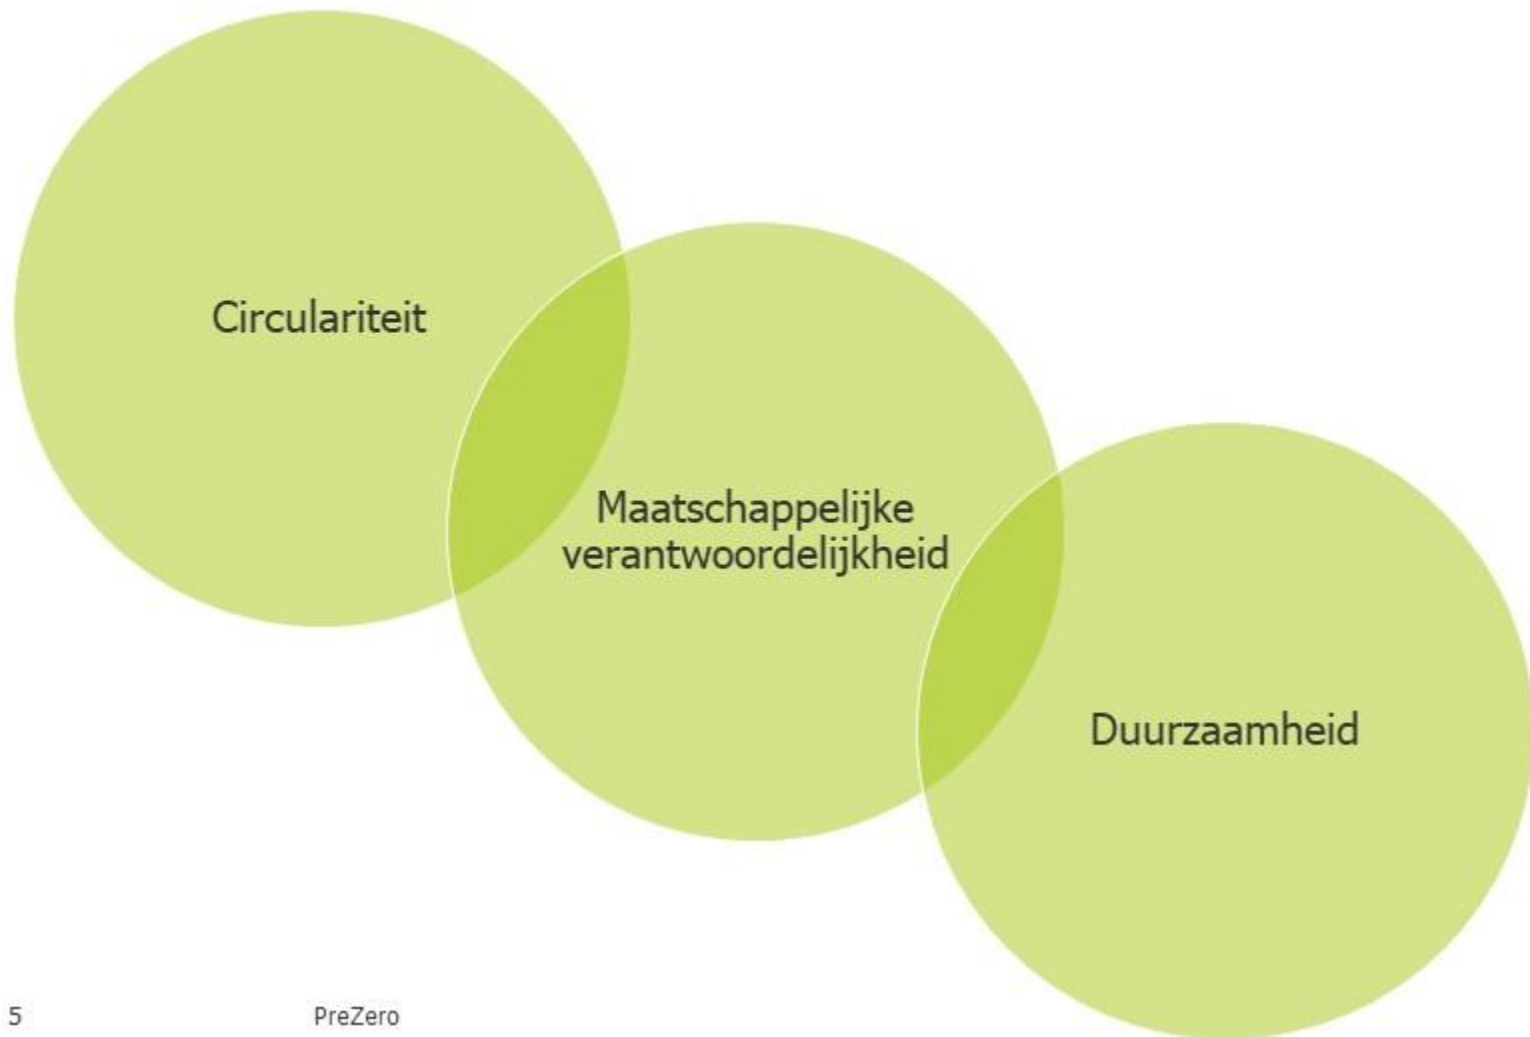 Circulariteit
Maatschappelijke
verantwoordelijkheid
Duurzaamheid
5 PreZero